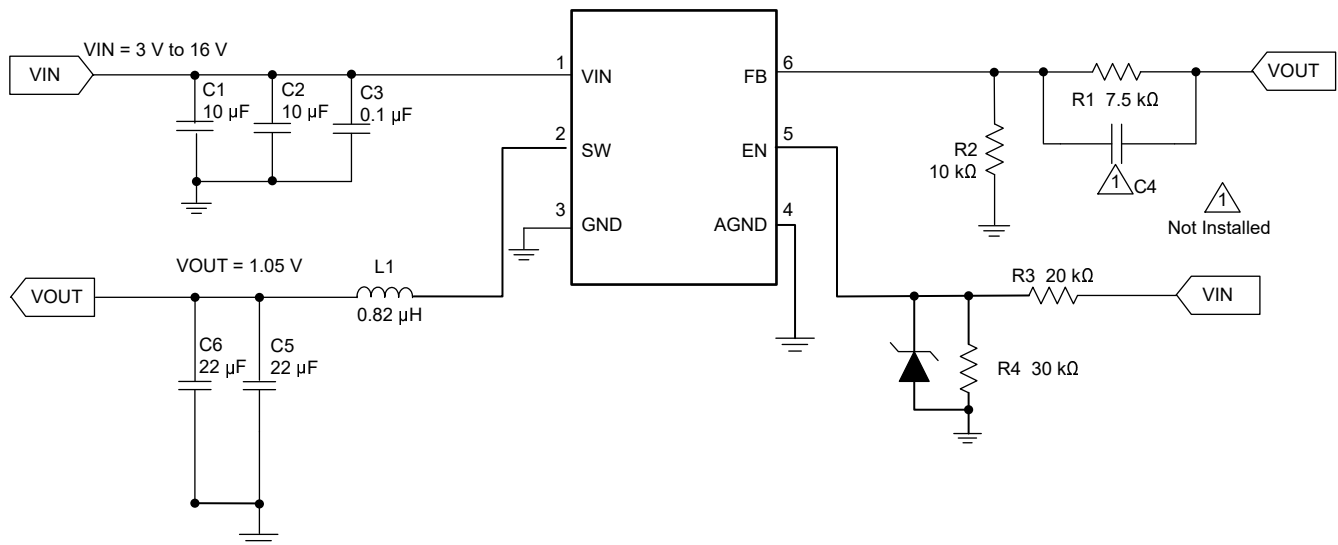 VIN = 3 V to 16 V
VIN
C1
10 µF
C2
10 µF
C3
0.1 µF
1
VIN
2
SW
3
GND
6
FB
5
EN
4
AGND
VOUT
R1 7.5 kΩ
R2
10 kΩ
1
C4
1
Not Installed
VOUT = 1.05 V
VOUT
L1
0.82 µH
C6
22 µF
C5
22 µF
R3 20 kΩ
VIN
R4 30 kΩ